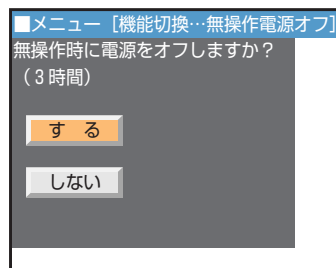 ■メニュー［機能切換…無操作電源オフ］
無操作時に電源をオフしますか？
（３時間）
する
しない